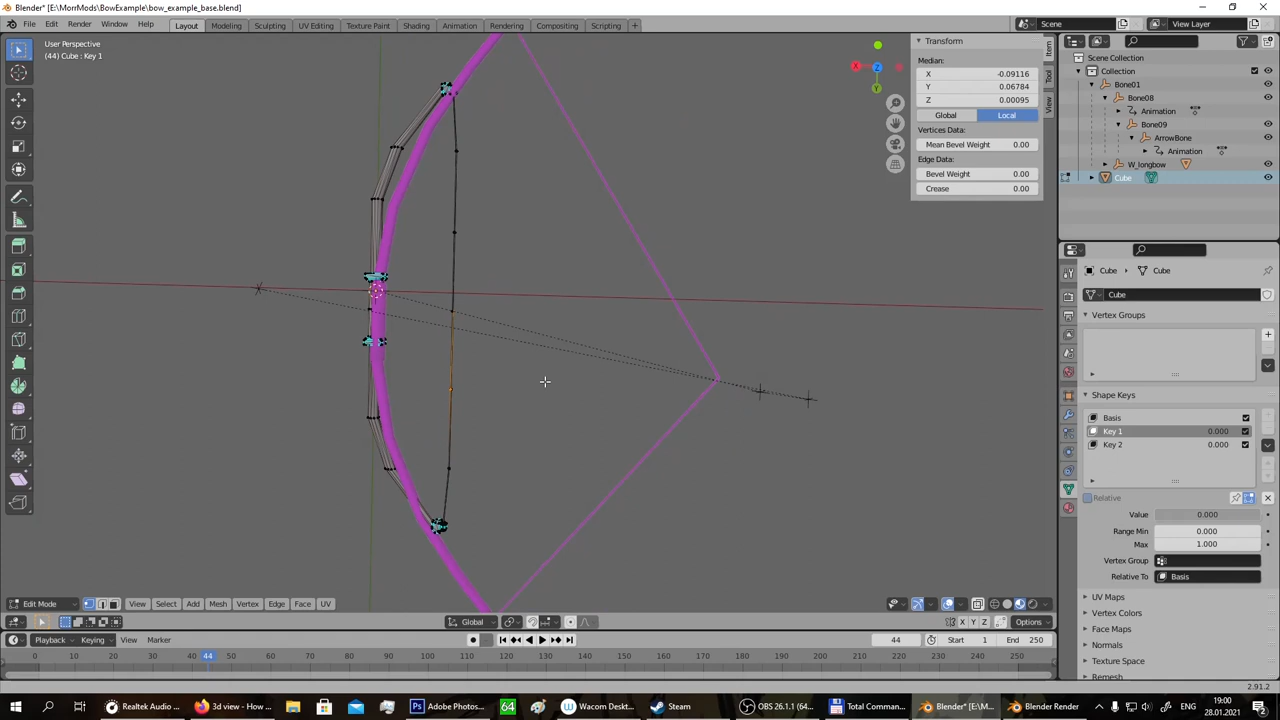 Blender* [E:\MorrMods\BowExample\bow_example_base.blend]
File Edit Render Window Help Layout Modeling Sculpting UV Editing Texture Paint Shading Animation Rendering Compositing Scripting + Scene View Layer
User Perspective
(44) Cube : Key 1
Transform
Median:
X -0.09116
Y 0.06784
Z 0.00095
Global Local
Vertices Data:
Mean Bevel Weight 0.00
Edge Data:
Bevel Weight 0.00
Crease 0.00
Item
Tool
View
X
Z
Y
Scene Collection
Collection
Bone01
Bone08
Animation
Bone09
ArrowBone
Animation
W_longbow
Cube
Cube Cube
Cube
Vertex Groups
Shape Keys
Basis
Key 1 0.000
Key 2 0.000
Relative
Value 0.000
Range Min 0.000
Max 1.000
Vertex Group
Relative To Basis
UV Maps
Vertex Colors
Face Maps
Normals
Texture Space
Remesh
Edit Mode View Select Add Mesh Vertex Edge Face UV
Global X Y Z Options
Playback Keying View Marker 44 Start 1 End 250
0 10 20 30 40 44 50 60 70 80 90 100 110 120 130 140 150 160 170 180 190 200 210 220 230 240 250
2.91.2
Realtek Audio ... 3d view - How ... Adobe Photos... 64 Wacom Deskt... Steam OBS 26.1.1 (64... Total Comman... Blender* [E:\M... Blender Render
19:00
28.01.2021